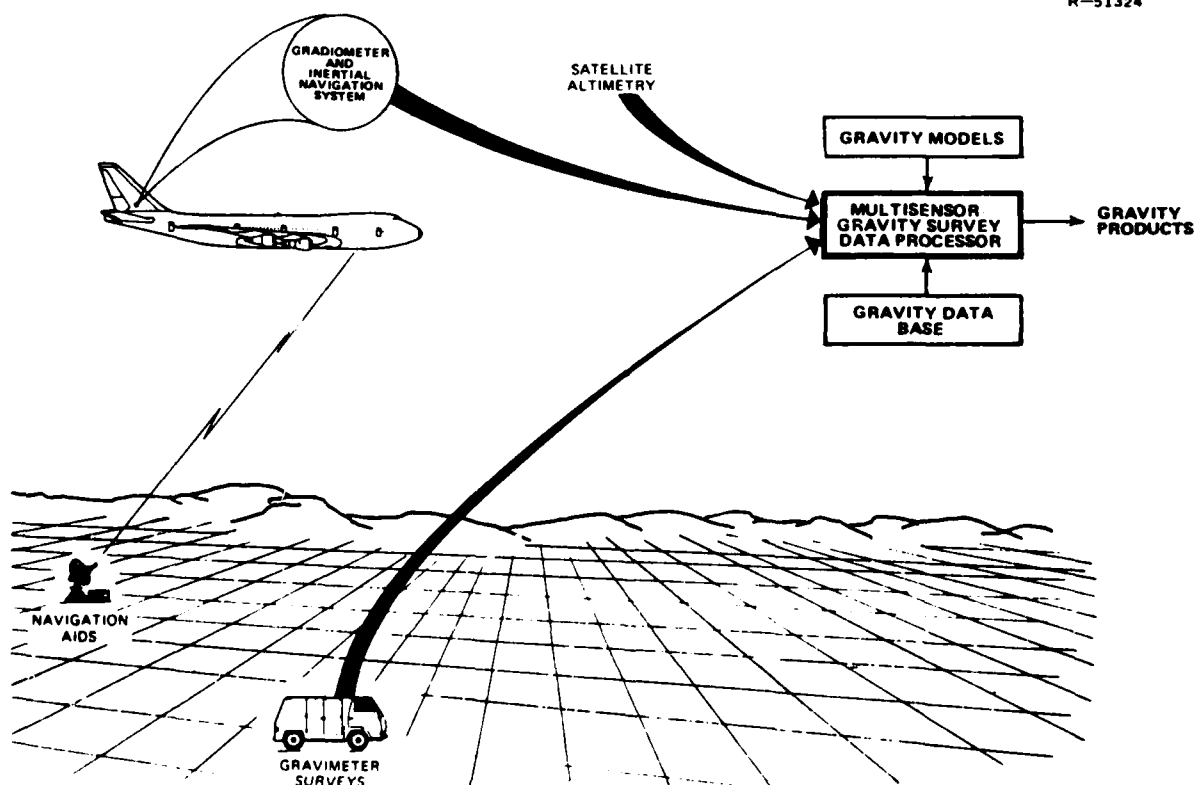 R-51324
GRADIOMETER
AND
INERTIAL
NAVIGATION
SYSTEM
SATELLITE
ALTIMETRY
GRAVITY MODELS
MULTISENSOR
GRAVITY SURVEY
DATA PROCESSOR
GRAVITY
PRODUCTS
GRAVITY DATA
BASE
NAVIGATION
AIDS
GRAVIMETER
SURVEYS